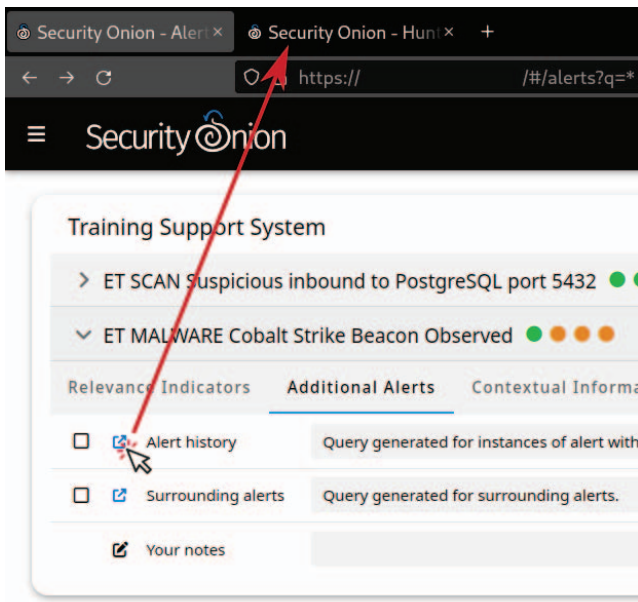 Security Onion - Alert
Security Onion - Hunt
https:// /#/alerts?q=*
Security Onion
Training Support System
ET SCAN Suspicious inbound to PostgreSQL port 5432
ET MALWARE Cobalt Strike Beacon Observed
Relevance Indicators Additional Alerts Contextual Informa
Alert history Query generated for instances of alert with
Surrounding alerts Query generated for surrounding alerts.
Your notes